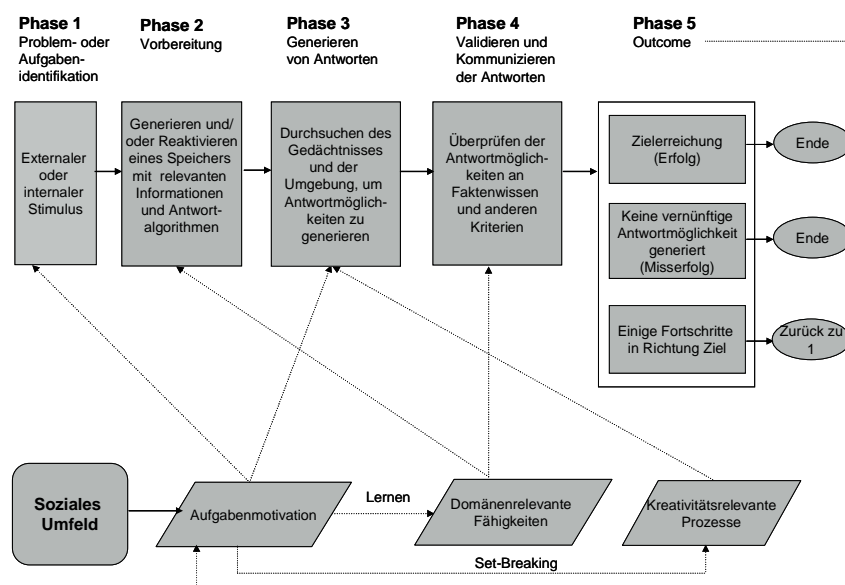 Phase 1
Problem- oder
Aufgaben-
identifikation
Phase 2
Vorbereitung
Phase 3
Generieren
von Antworten
Phase 4
Validieren und
Kommunizieren
der Antworten
Phase 5
Outcome
Externaler
oder
internaler
Stimulus
Generieren und/
oder Reaktivieren
eines Speichers
mit relevanten
Informationen
und Antwort-
algorithmen
Durchsuchen des
Gedächtnisses
und der
Umgebung, um
Antwortmöglich-
keiten zu
generieren
Überprüfen der
Antwortmöglich-
keiten an
Faktenwissen
und anderen
Kriterien
Zielerreichung
(Erfolg)
Ende
Keine vernünftige
Antwortmöglichkeit
generiert
(Misserfolg)
Ende
Einige Fortschritte
in Richtung Ziel
Zurück zu
1
Soziales
Umfeld
Aufgabenmotivation
Lernen
Domänenrelevante
Fähigkeiten
Kreativitätsrelevante
Prozesse
Set-Breaking